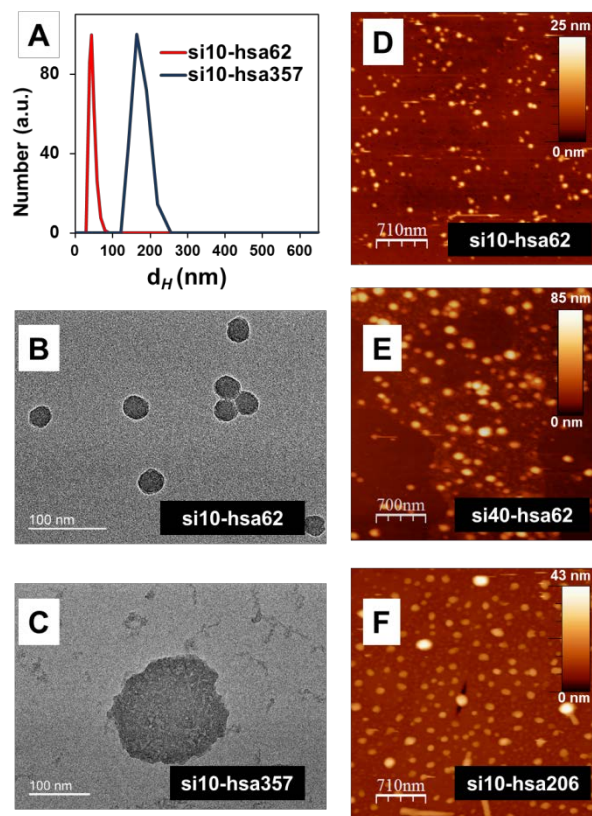 A
si10-hsa62
si10-hsa357
80
40
0
Number (a.u.)
0 100 200 300 400 500 600
dH (nm)
B
100 nm
si10-hsa62
C
100 nm
si10-hsa357
D
25 nm
0 nm
710nm
si10-hsa62
E
85 nm
0 nm
700nm
si40-hsa62
F
43 nm
0 nm
710nm
si10-hsa206